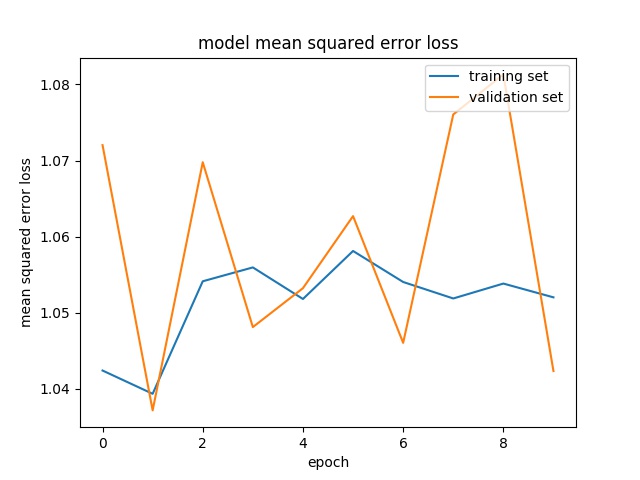 model mean squared error loss
training set
validation set
1.08
1.07
1.06
1.05
1.04
mean squared error loss
0 2 4 6 8
epoch